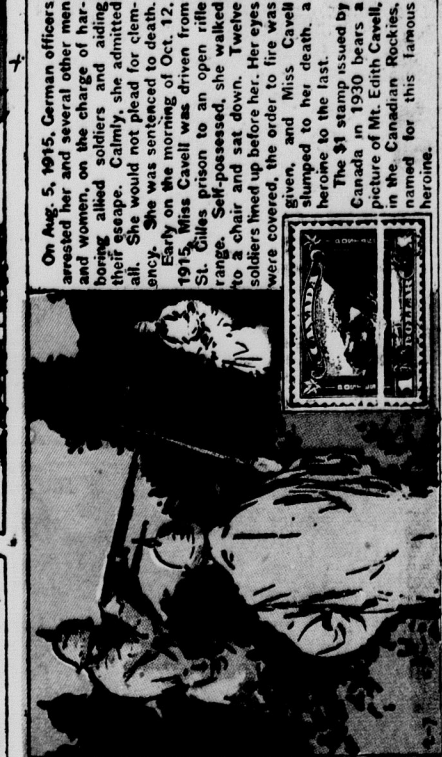 On Aug. 5, 1915, German officers
arrested her and several other men
and women, on the charge of har-
boring allied soldiers and aiding
their escape. Calmly, she admitted
all. She would not plead for clem-
ency. She was sentenced to death.
Early on the morning of Oct. 12,
1915, Miss Cavell was driven from
St. Gilles prison to an open rifle
range. Self-possessed, she walked
to a chair and sat down. Twelve
soldiers lined up before her. Her eyes
were covered, the order to fire was
given, and Miss Cavell
slumped to her death, a
heroine to the last.
The $1 stamp issued by
Canada in 1930 bears a
picture of Mt. Edith Cavell,
in the Canadian Rockies,
named for this famous
heroine.
CANADA
1 DOLLAR